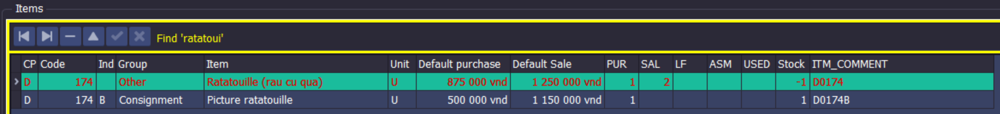 Items
Find 'ratatoui'
CP Code Ind Group Item Unit Default purchase Default Sale PUR SAL LF ASM USED Stock ITM_COMMENT
D 174 Other Ratatouille (rau cu qua) U 875 000 vnd 1 250 000 vnd 1 2 -1 D0174
D 174 B Consignment Picture ratatouille U 500 000 vnd 1 150 000 vnd 1 1 D0174B